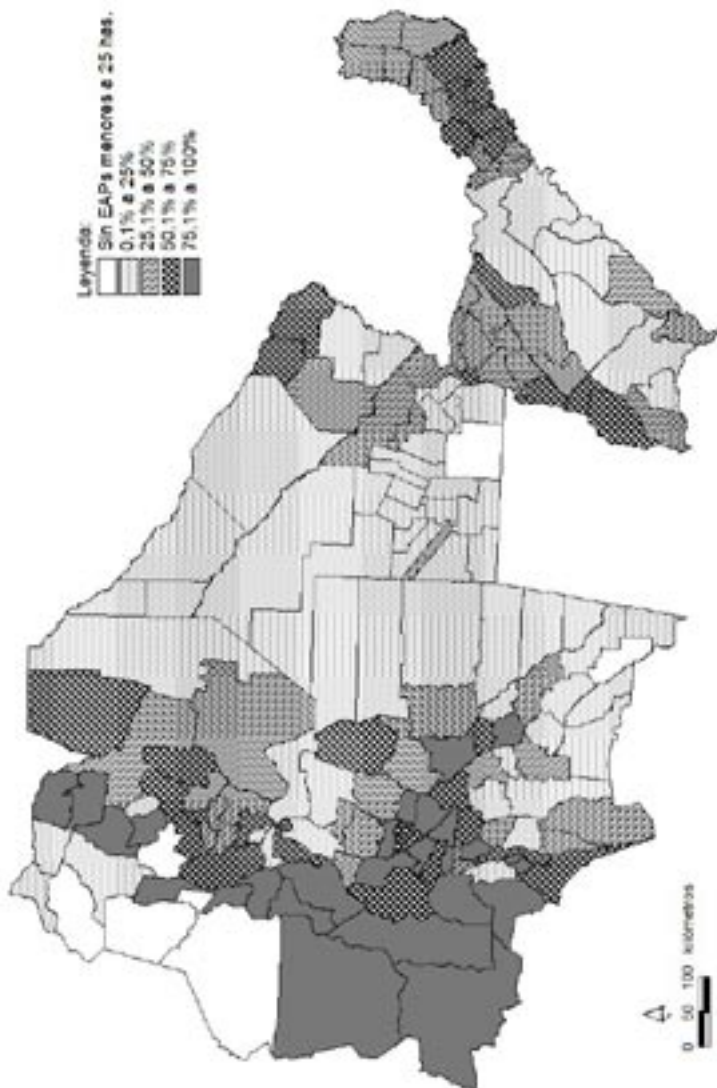 Leyenda:
Sin EAPs menores a 25 has.
0.1% a 25%
25.1% a 50%
50.1% a 75%
75.1% a 100%
0 50 100 kilómetros